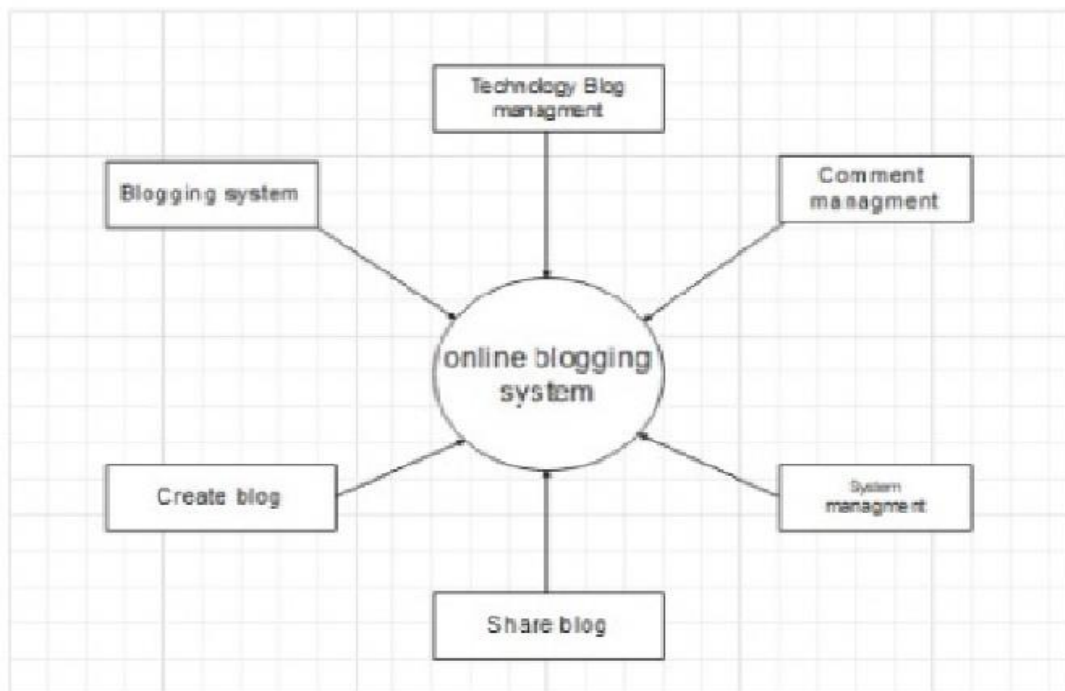 Technology Blog
managment
Blogging system
Comment
managment
online blogging
system
Create blog
System
managment
Share blog